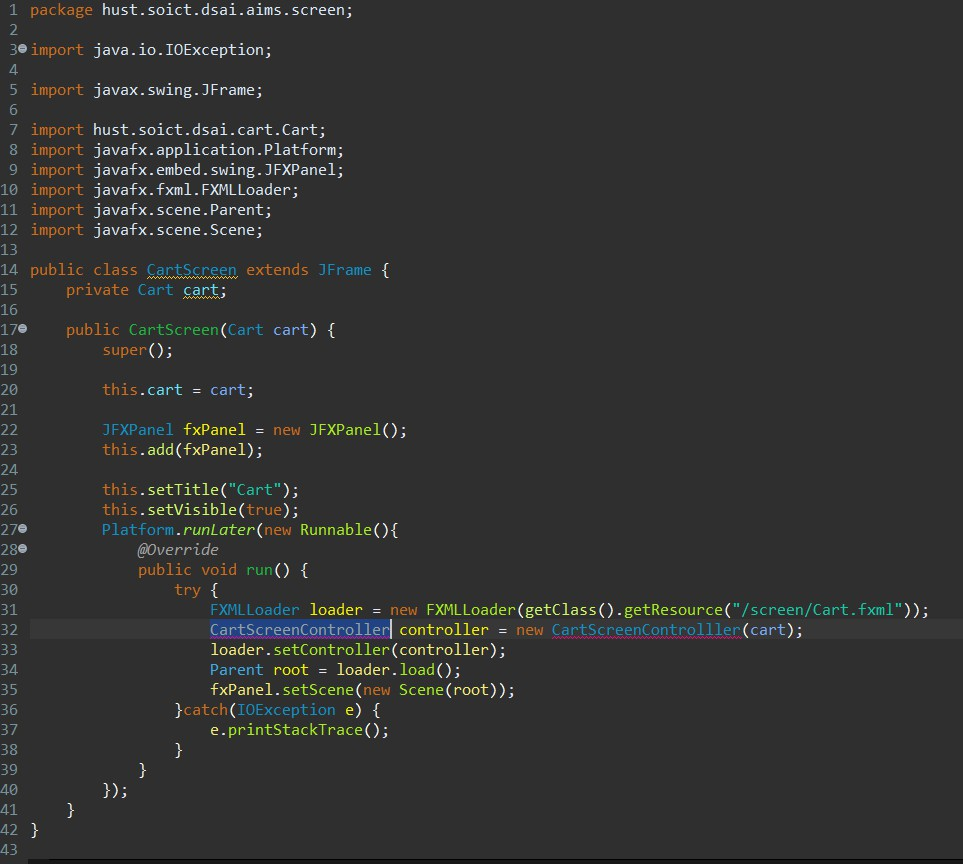 1 package hust.soict.dsai.aims.screen;
2
3 import java.io.IOException;
4
5 import javax.swing.JFrame;
6
7 import hust.soict.dsai.cart.Cart;
8 import javafx.application.Platform;
9 import javafx.embed.swing.JFXPanel;
10 import javafx.fxml.FXMLLoader;
11 import javafx.scene.Parent;
12 import javafx.scene.Scene;
13
14 public class CartScreen extends JFrame {
15     private Cart cart;
16
17     public CartScreen(Cart cart) {
18         super();
19
20         this.cart = cart;
21
22         JFXPanel fxPanel = new JFXPanel();
23         this.add(fxPanel);
24
25         this.setTitle("Cart");
26         this.setVisible(true);
27         Platform.runLater(new Runnable(){
28             @Override
29             public void run() {
30                 try {
31                     FXMLLoader loader = new FXMLLoader(getClass().getResource("/screen/Cart.fxml"));
32                     CartScreenController controller = new CartScreenControlller(cart);
33                     loader.setController(controller);
34                     Parent root = loader.load();
35                     fxPanel.setScene(new Scene(root));
36                 }catch(IOException e) {
37                     e.printStackTrace();
38                 }
39             }
40         });
41     }
42 }
43